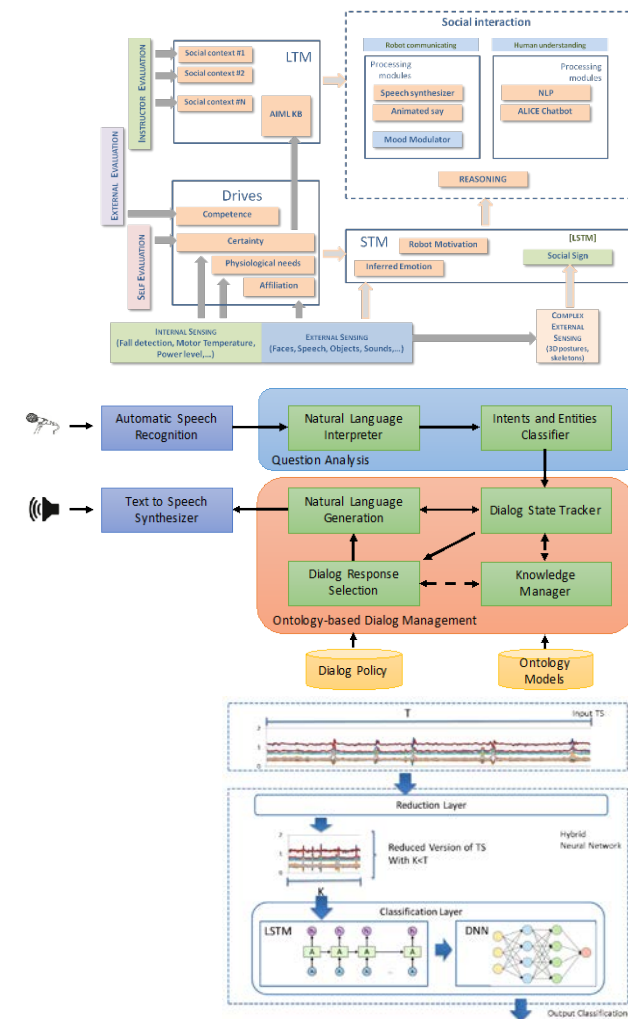 Social interaction
Robot communicating
Human understanding
Processing
modules
Speech synthesizer
Animated say
Mood Modulator
Processing
modules
NLP
ALICE Chatbot
REASONING
INSTRUCTOR EVALUATION
Social context #1
Social context #2
Social context #N
LTM
AIML KB
EXTERNAL EVALUATION
SELF EVALUATION
Drives
Competence
Certainty
Physiological needs
Affiliation
STM
[LSTM]
Robot Motivation
Inferred Emotion
Social Sign
INTERNAL SENSING
(Fall detection, Motor Temperature,
Power level,...)
EXTERNAL SENSING
(Faces, Speech, Objects, Sounds,...)
COMPLEX
EXTERNAL
SENSING
(3D postures,
skeletons)
Automatic Speech
Recognition
Natural Language
Interpreter
Intents and Entities
Classifier
Question Analysis
Text to Speech
Synthesizer
Natural Language
Generation
Dialog State Tracker
Dialog Response
Selection
Knowledge
Manager
Ontology-based Dialog Management
Dialog Policy
Ontology
Models
T
Input TS
2
1
0
Reduction Layer
2
1
0
Reduced Version of TS
With K<T
Hybrid
Neural Network
K
Classification Layer
LSTM
A
A
A
A
DNN
Output Classification